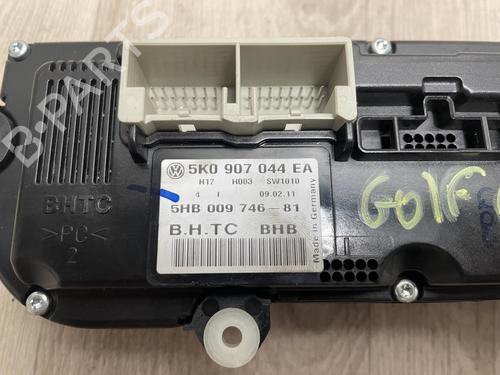 B-PARTS
5K0 907 044 EA
H17 H003 SW1010
4 1 09.02.11
5HB 009 746-81
B.H.TC BHB
Made in Germany
BHTC
>PC<
2
GOlF